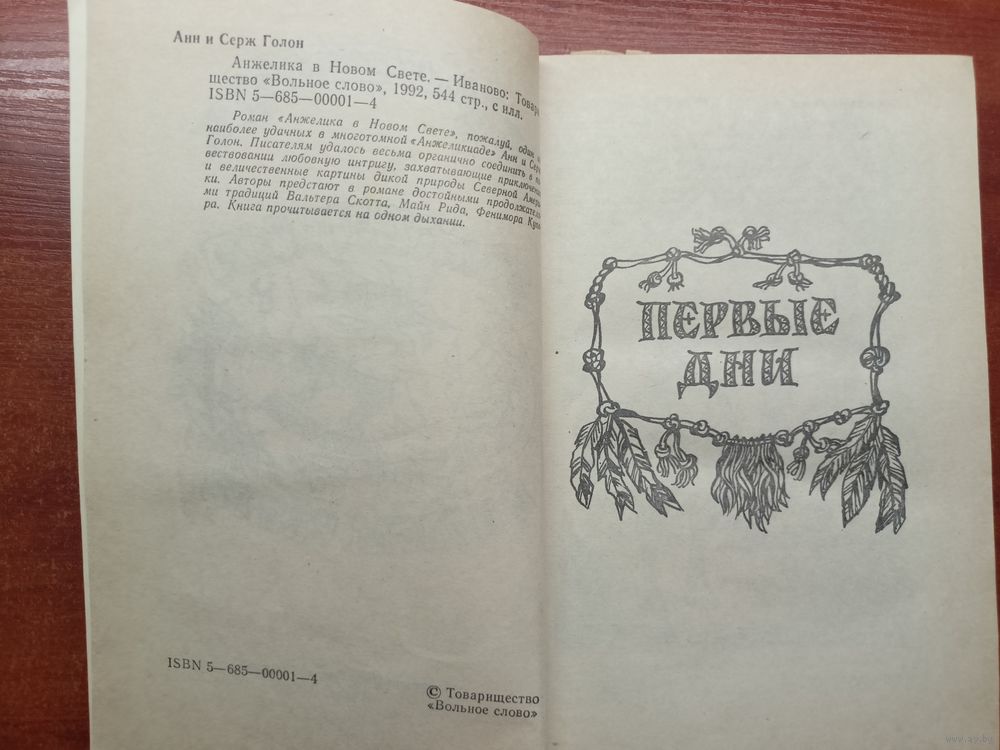 Анн и Серж Голон
Анжелика в Новом Свете. — Иваново: Товари
щество «Вольное слово», 1992, 544 стр., с илл.
ISBN 5—685—00001—4
Роман «Анжелика в Новом Свете», пожалуй, один
наиболее удачных в многотомной «Анжеликиаде» Анн и Серж
Голон. Писателям удалось весьма органично соединить в по
вествовании любовную интригу, захватывающие приключени
и величественные картины дикой природы Северной Амери
ки. Авторы предстают в романе достойными продолжател
ми традиций Вальтера Скотта, Майн Рида, Фенимора Купе
ра. Книга прочитывается на одном дыхании.
ISBN 5—685—00001—4
© Товарищество
«Вольное слово»
ПЕРВЫЕ
ДНИ